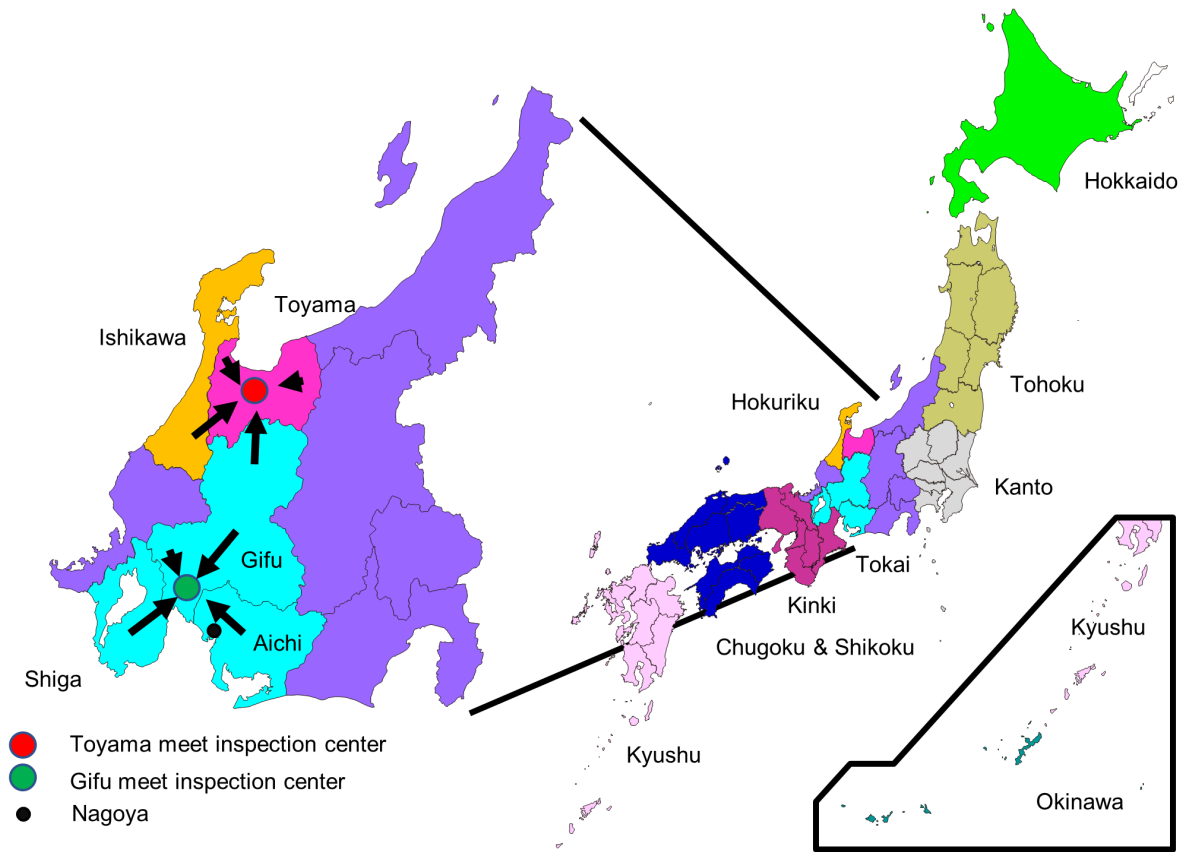 Hokkaido
Toyama
Ishikawa
Tohoku
Hokuriku
Kanto
Gifu
Tokai
Kinki
Aichi
Chugoku & Shikoku
Kyushu
Shiga
Toyama meet inspection center
Kyushu
Gifu meet inspection center
Nagoya
Okinawa